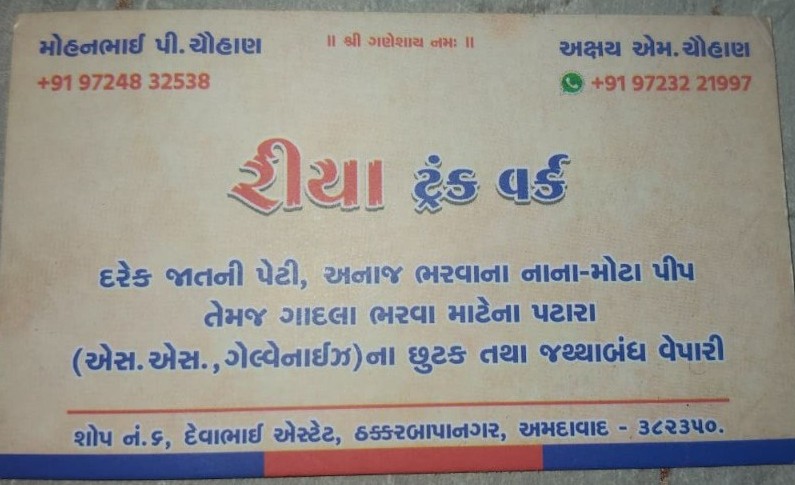 મોહનભાઈ પી. ચૌહાણ
+91 97248 32538
॥ શ્રી ગણેશાય નમઃ ॥
અક્ષય એમ. ચૌહાણ
+91 97232 21997
રીયા ટ્રંક વર્ક
દરેક જાતની પેટી, અનાજ ભરવાના નાના-મોટા પીપ
તેમજ ગાદલા ભરવા માટેના પટારા
(એસ. એસ., ગેલ્વેનાઈઝ)ના છુટક તથા જથ્થાબંધ વેપારી
શોપ નં. ૬, દેવાભાઈ એસ્ટેટ, ઠક્કરબાપાનગર, અમદાવાદ - ૩૮૨૩૫૦.